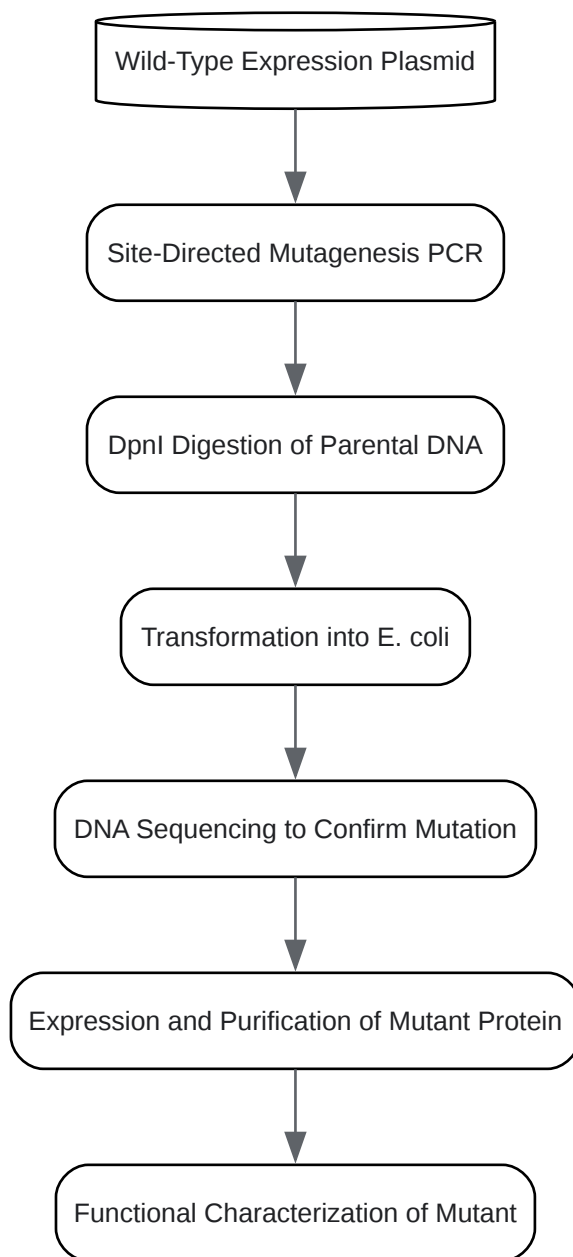 Wild-Type Expression Plasmid
Site-Directed Mutagenesis PCR
DpnI Digestion of Parental DNA
Transformation into E. coli
DNA Sequencing to Confirm Mutation
Expression and Purification of Mutant Protein
Functional Characterization of Mutant